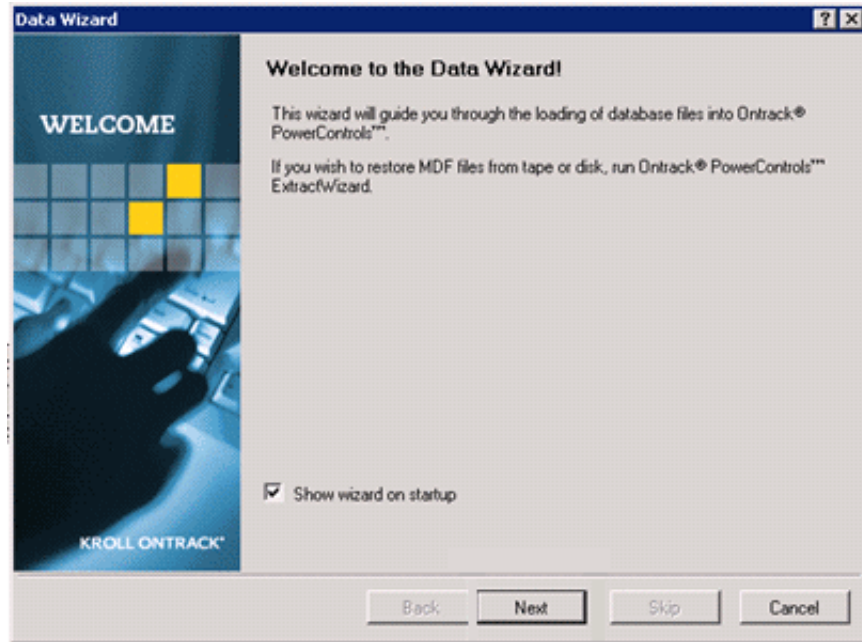 Data Wizard
WELCOME
KROLL ONTRACK®
Welcome to the Data Wizard!
This wizard will guide you through the loading of database files into Ontrack®
PowerControls™.
If you wish to restore MDF files from tape or disk, run Ontrack® PowerControls™
ExtractWizard.
Show wizard on startup
Back
Next
Skip
Cancel